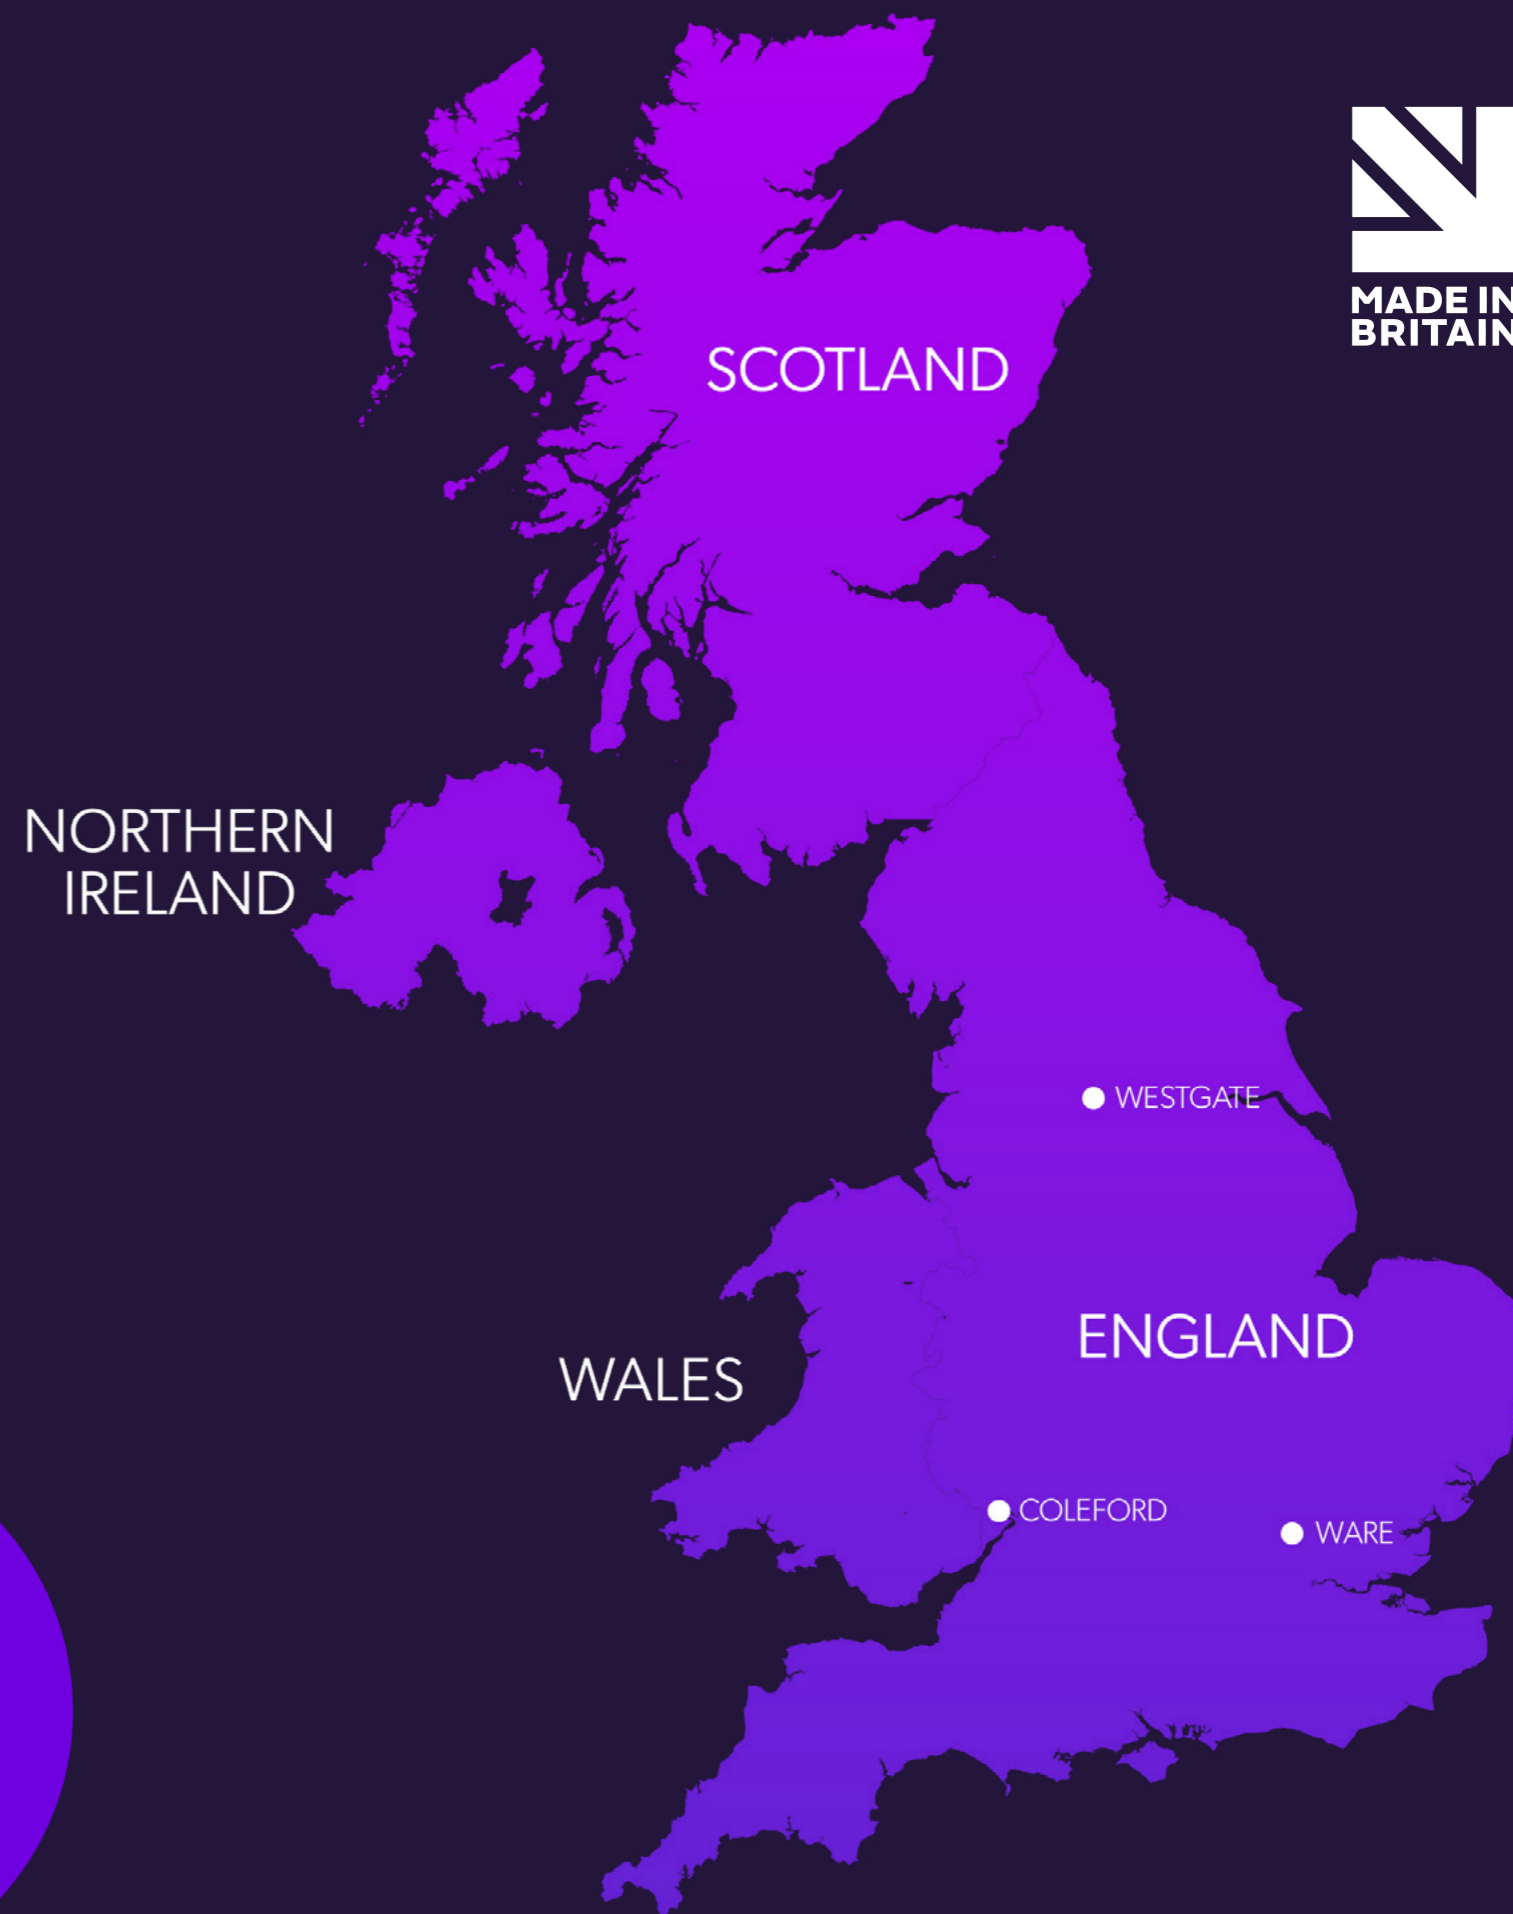 MADE IN
BRITAIN
SCOTLAND
NORTHERN
IRELAND
WESTGATE
ENGLAND
WALES
COLEFORD
WARE